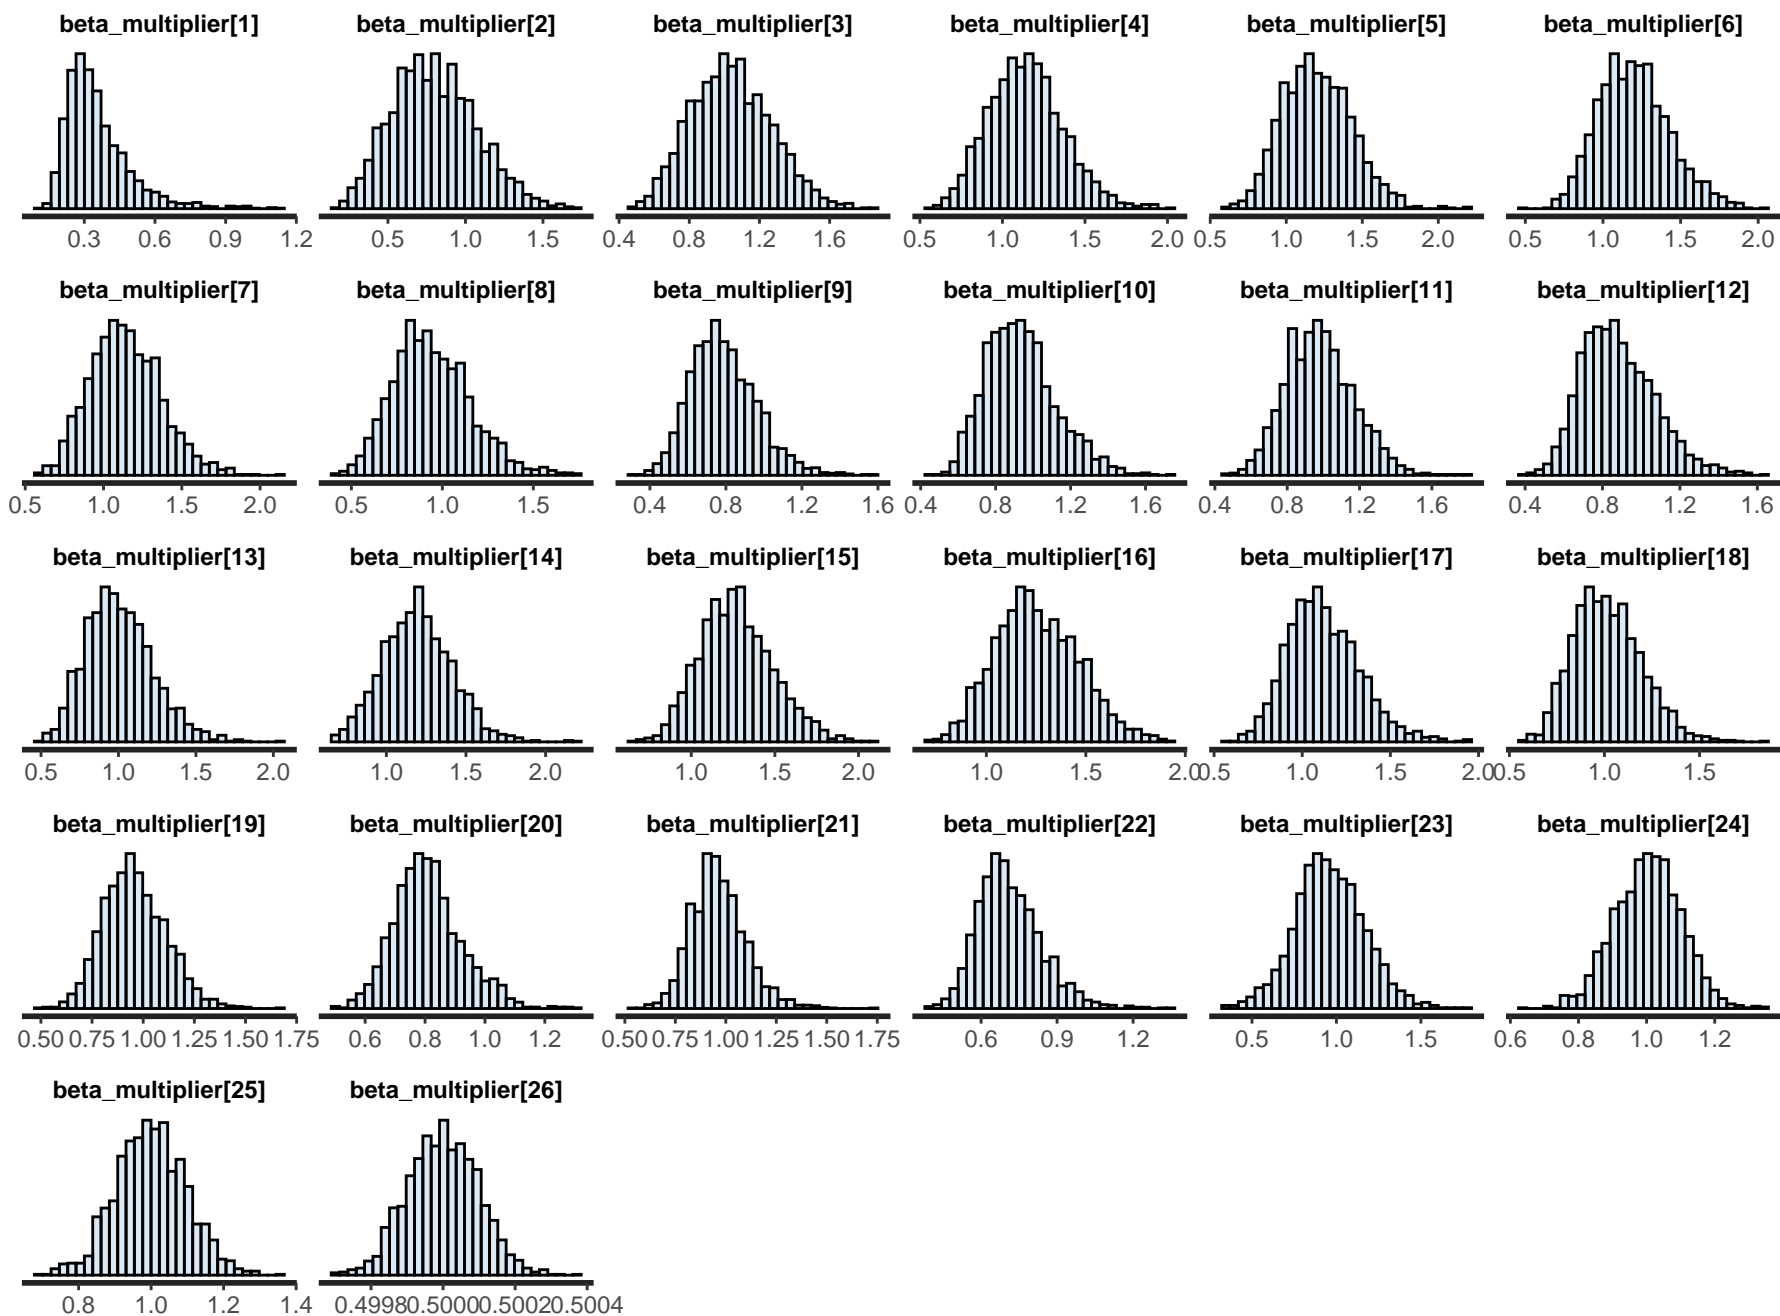 beta_multiplier[1] beta_multiplier[2] beta_multiplier[3] beta_multiplier[4] beta_multiplier[5] beta_multiplier[6]
0.3 0.6 0.9 1.2 0.5 1.0 1.5 0.4 0.8 1.2 1.6 0.5 1.0 1.5 2.0 0.5 1.0 1.5 2.0 0.5 1.0 1.5 2.0
beta_multiplier[7] beta_multiplier[8] beta_multiplier[9] beta_multiplier[10] beta_multiplier[11] beta_multiplier[12]
0.5 1.0 1.5 2.0 0.5 1.0 1.5 0.4 0.8 1.2 1.6 0.4 0.8 1.2 1.6 0.4 0.8 1.2 1.6 0.4 0.8 1.2 1.6
beta_multiplier[13] beta_multiplier[14] beta_multiplier[15] beta_multiplier[16] beta_multiplier[17] beta_multiplier[18]
0.5 1.0 1.5 2.0 1.0 1.5 2.0 1.0 1.5 2.0 1.0 1.5 2.0 0.5 1.0 1.5 2.0 0.5 1.0 1.5
beta_multiplier[19] beta_multiplier[20] beta_multiplier[21] beta_multiplier[22] beta_multiplier[23] beta_multiplier[24]
0.50 0.75 1.00 1.25 1.50 1.75 0.6 0.8 1.0 1.2 0.50 0.75 1.00 1.25 1.50 1.75 0.6 0.9 1.2 0.5 1.0 1.5 0.6 0.8 1.0 1.2
beta_multiplier[25] beta_multiplier[26]
0.8 1.0 1.2 1.4 0.4998 0.5000 0.5002 0.5004